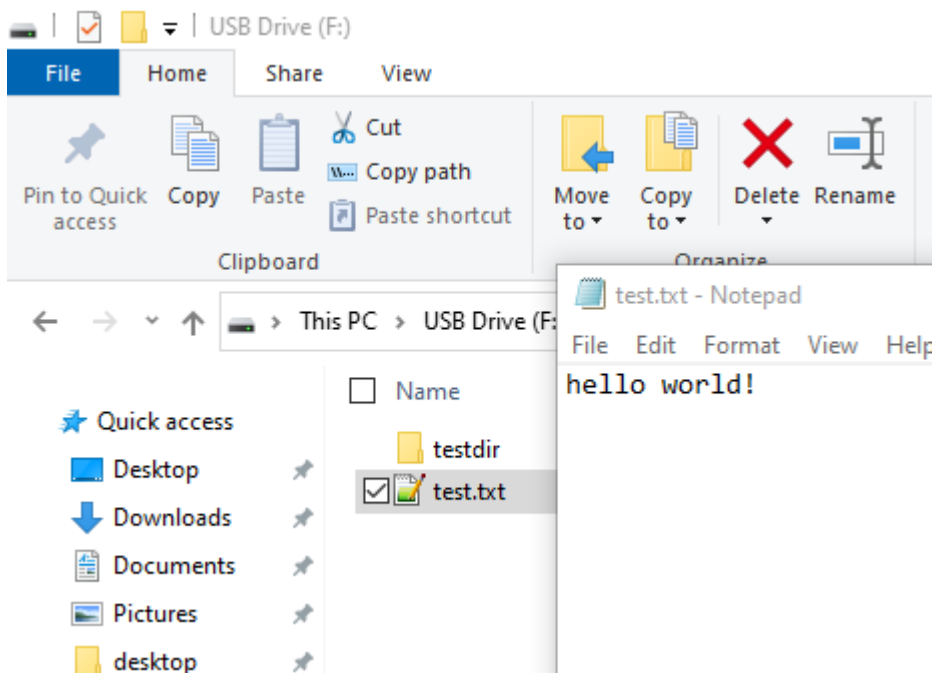 USB Drive (F:)
File Home Share View
Pin to Quick access
Copy
Paste
Cut
Copy path
Paste shortcut
Move to
Copy to
Delete
Rename
Clipboard
Organize
This PC > USB Drive (F:
test.txt - Notepad
File Edit Format View Help
hello world!
Name
testdir
test.txt
Quick access
Desktop
Downloads
Documents
Pictures
desktop